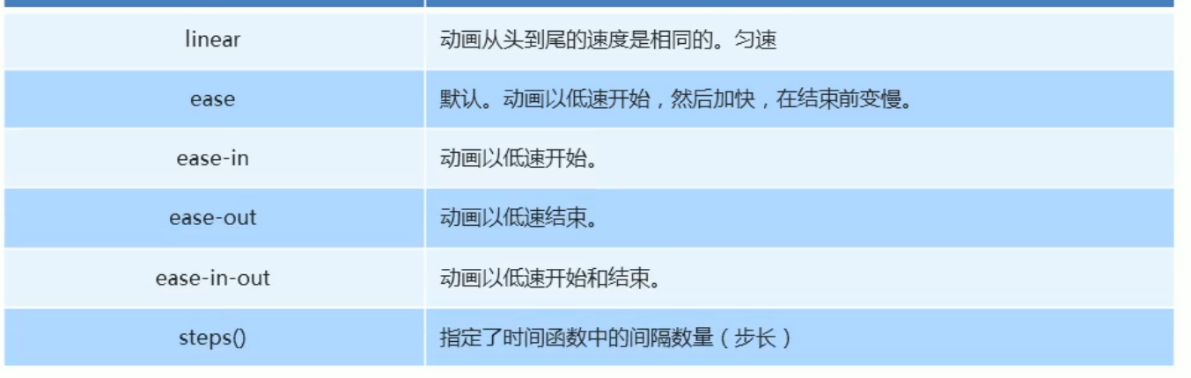 linear 动画从头到尾的速度是相同的。匀速
ease 默认。动画以低速开始，然后加快，在结束前变慢。
ease-in 动画以低速开始。
ease-out 动画以低速结束。
ease-in-out 动画以低速开始和结束。
steps() 指定了时间函数中的间隔数量（步长）